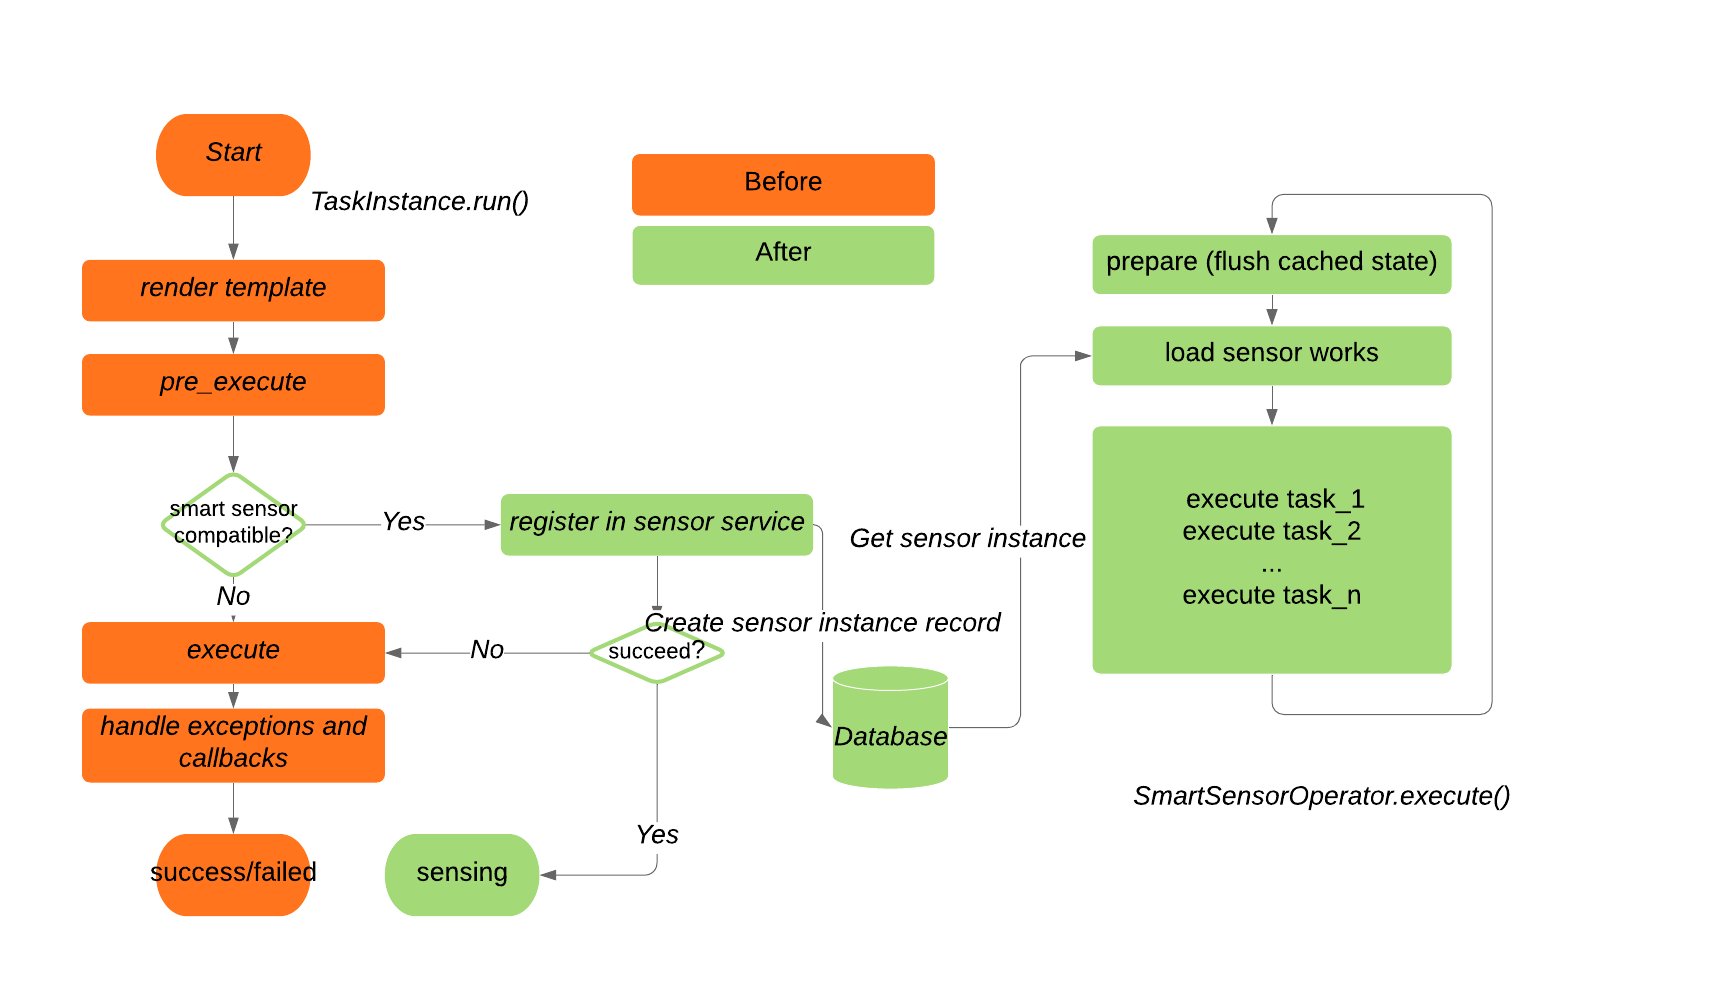 Start
TaskInstance.run()
render template
pre_execute
smart sensor
compatible?
Yes
No
execute
handle exceptions and
callbacks
success/failed
Before
After
register in sensor service
Create sensor instance record
succeed?
No
Yes
sensing
Database
Get sensor instance
prepare (flush cached state)
load sensor works
execute task_1
execute task_2
...
execute task_n
SmartSensorOperator.execute()